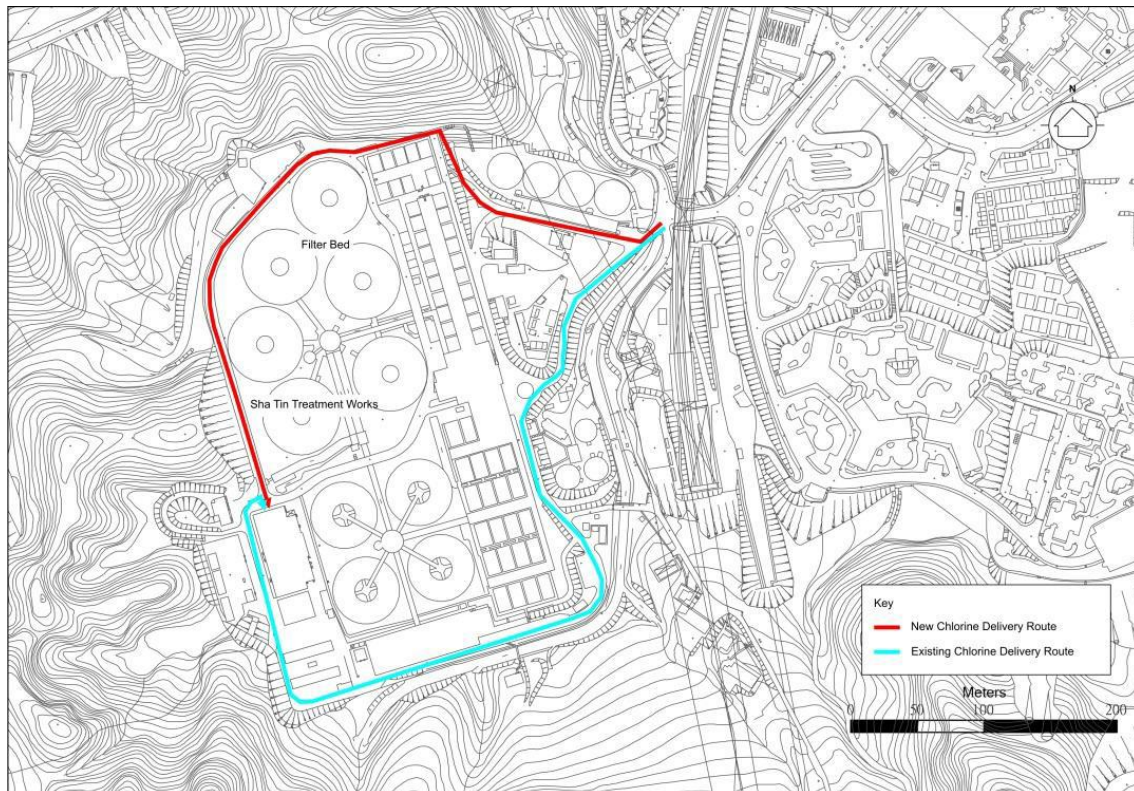 N
Filter Bed
Sha Tin Treatment Works
Key
New Chlorine Delivery Route
Existing Chlorine Delivery Route
Meters
0 50 100 200